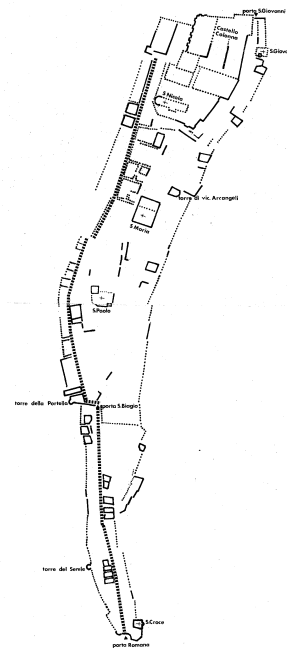 porta S.Giovanni
Castello
Colonna
S.Giov
S.Nicola
torre di vic. Arcangeli
S.Maria
S.Paolo
torre della Portella
porta S.Biagio
torre del Semle
S.Croce
porta Romana